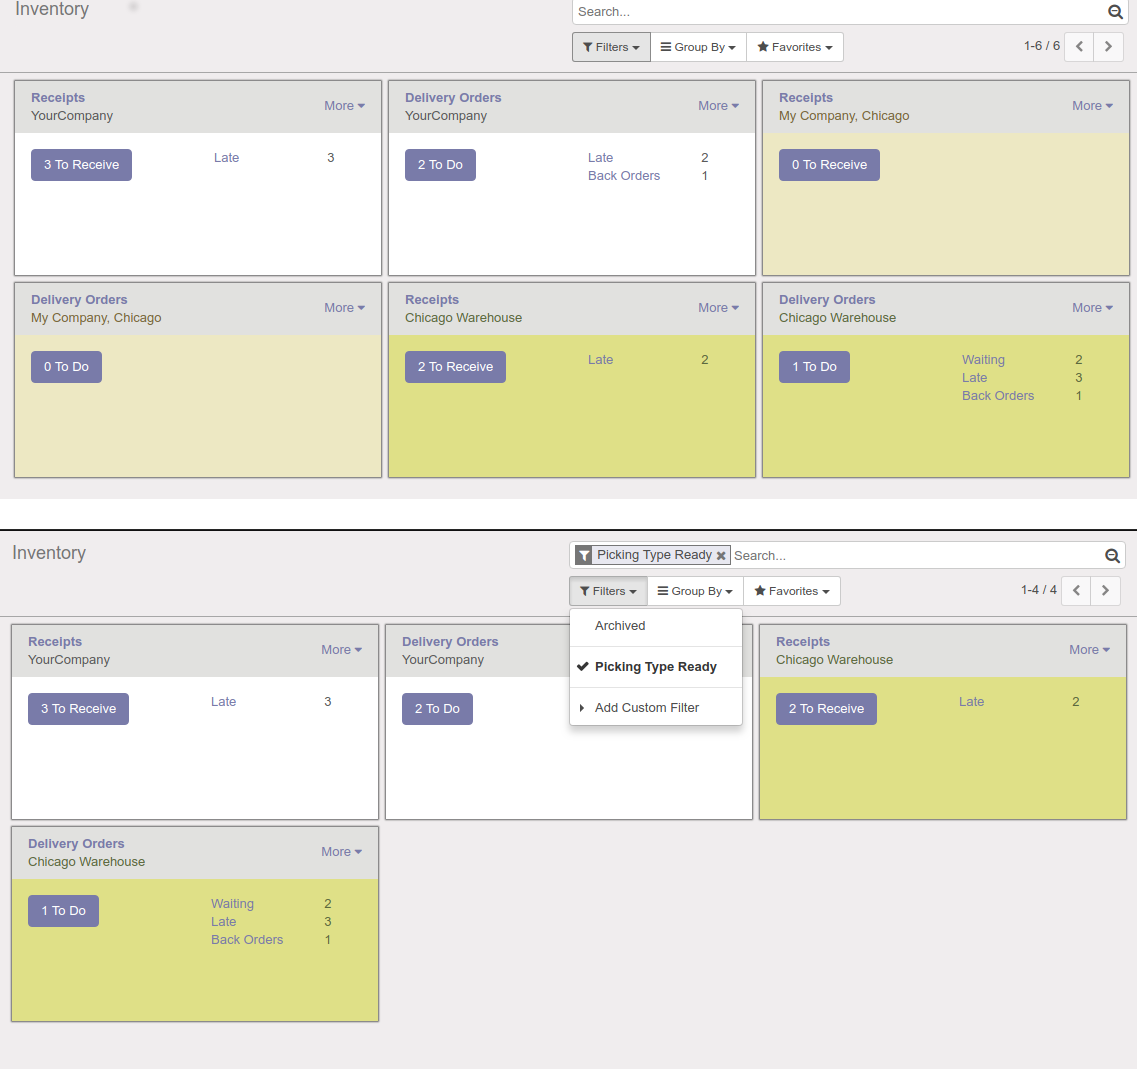 Inventory
Search...
Filters Group By Favorites 1-6 / 6
Receipts
YourCompany
More
3 To Receive
Late 3
Delivery Orders
YourCompany
More
2 To Do
Late 2
Back Orders 1
Receipts
My Company, Chicago
More
0 To Receive
Delivery Orders
My Company, Chicago
More
0 To Do
Receipts
Chicago Warehouse
More
2 To Receive
Late 2
Delivery Orders
Chicago Warehouse
More
1 To Do
Waiting 2
Late 3
Back Orders 1
Inventory
Picking Type Ready Search...
Filters Group By Favorites 1-4 / 4
Archived
Picking Type Ready
Add Custom Filter
Receipts
YourCompany
More
3 To Receive
Late 3
Delivery Orders
YourCompany
2 To Do
Receipts
Chicago Warehouse
More
2 To Receive
Late 2
Delivery Orders
Chicago Warehouse
More
1 To Do
Waiting 2
Late 3
Back Orders 1